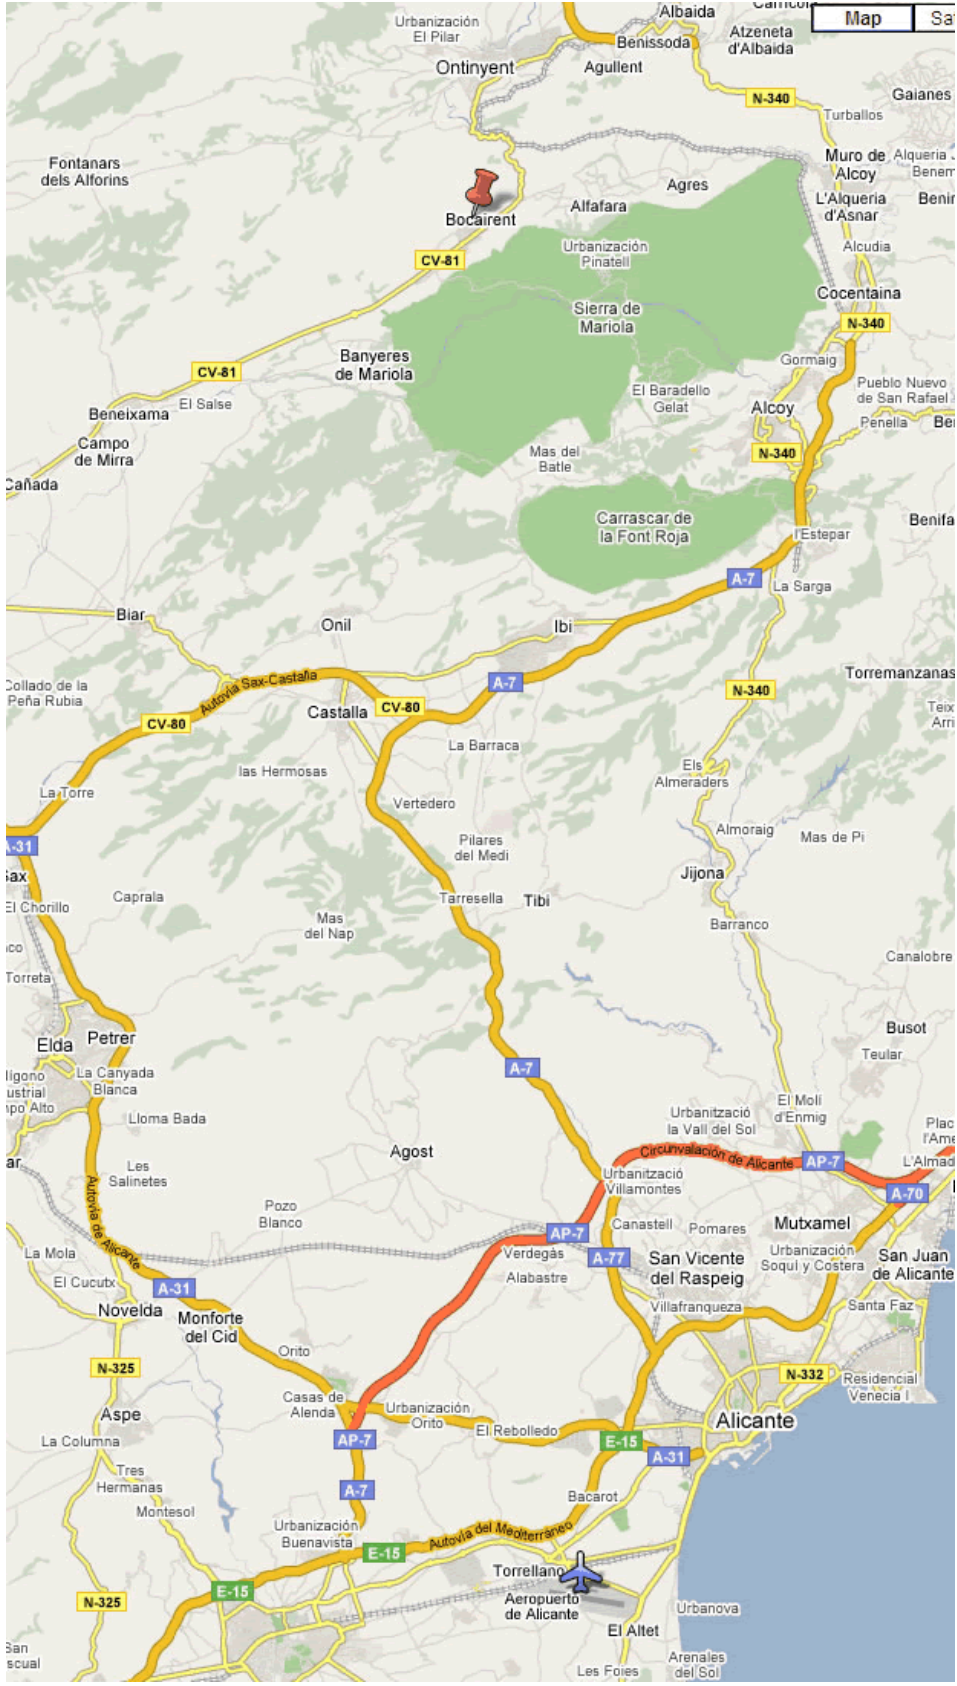 Albaida
Carricola
Map
Sat
Urbanización
El Pilar
Atzeneta
d'Albaida
Benissoda
Ontinyent
Agullent
N-340
Gaianes
Turballos
Fontanars
dels Alforins
Muro de
Alcoy
Alqueria
Benem
Agres
L'Alqueria
d'Asnar
Alfafara
Bocairent
Urbanización
Pinatell
Alcudia
CV-81
Cocentaina
Sierra de
Mariola
N-340
Banyeres
de Mariola
Gormaig
CV-81
Pueblo Nuevo
de San Rafael
El Baradello
Gelat
El Salse
Beneixama
Alcoy
Penella
Campo
de Mirra
Mas del
Batle
N-340
Cañada
Carrascar de
la Font Roja
Benifa
l'Estepar
A-7
La Sarga
Biar
Onil
Ibi
Torremanzanas
Collado de la
Peña Rubia
Autovía Sax-Castalla
A-7
N-340
CV-80
Castalla
CV-80
La Barraca
las Hermosas
Els
Almeraders
La Torre
Vertedero
Almoraig
Mas de Pi
A-31
Pilares
del Medi
Sax
Jijona
Caprala
Tarresella
Tibi
El Chorillo
Mas
del Nap
Barranco
Canalobre
Torreta
Busot
Elda
Petrer
Teular
A-7
La Canyada
Blanca
El Molí
d'Enmig
Lloma Bada
Urbanització
la Vall del Sol
Agost
Circunvalación de Alicante
AP-7
L'Almad
Les
Salinetes
Urbanització
Villamontes
A-70
Autovía de Alicante
Pozo
Blanco
AP-7
Canastell
Pomares
Mutxamel
La Mola
Verdegás
A-77
San Vicente
del Raspeig
Urbanización
Soqui y Costera
San Juan
de Alicante
El Cucutx
Alabastre
A-31
Novelda
Monforte
del Cid
Villafranqueza
Santa Faz
Orito
N-325
N-332
Residencial
Venecia I
Casas de
Alenda
Urbanización
Orito
Aspe
El Rebolledo
Alicante
La Columna
AP-7
E-15
A-31
Tres
Hermanas
A-7
Bacarot
Montesol
Urbanización
Buenavista
Autovía del Mediterráneo
E-15
Torrellano
E-15
Aeropuerto
de Alicante
N-325
Urbanova
El Altet
San
scual
Arenales
del Sol
Les Foies